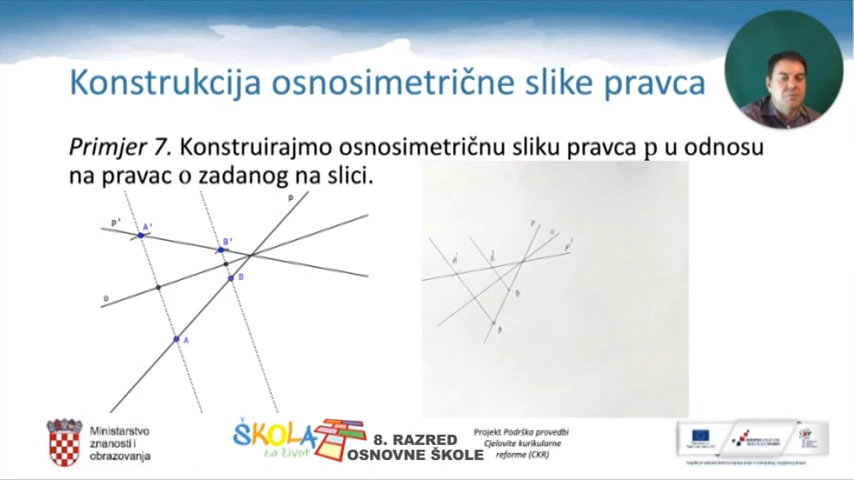 Konstrukcija osnosimetrične slike pravca
Primjer 7. Konstruirajmo osnosimetričnu sliku pravca p u odnosu
na pravac o zadanog na slici.
p
p'
A'
B'
B
o
A
p
o
p'
A'
B'
B
A
Ministarstvo
znanosti i
obrazovanja
ŠKOLA
za život
8. RAZRED
OSNOVNE ŠKOLE
Projekt Podrška provedbi
Cjelovite kurikularne
reforme (CKR)